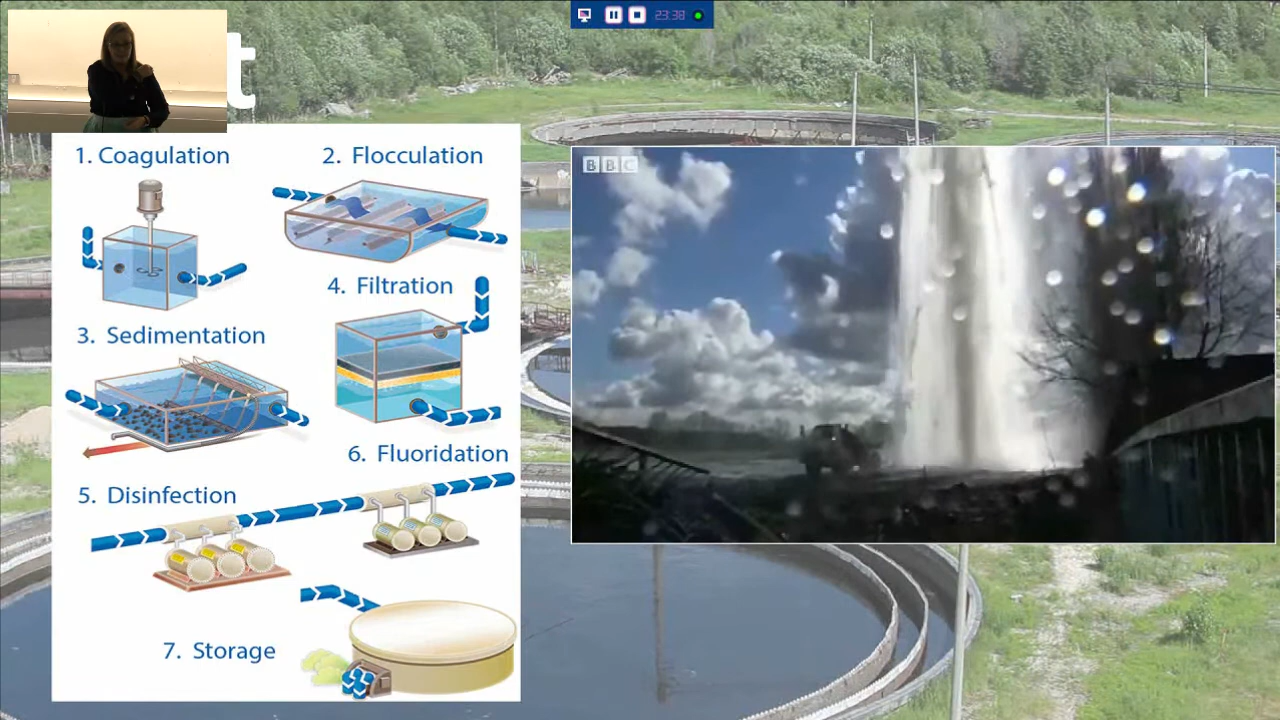 t
23:38
1. Coagulation
2. Flocculation
BBC
4. Filtration
3. Sedimentation
6. Fluoridation
5. Disinfection
7. Storage